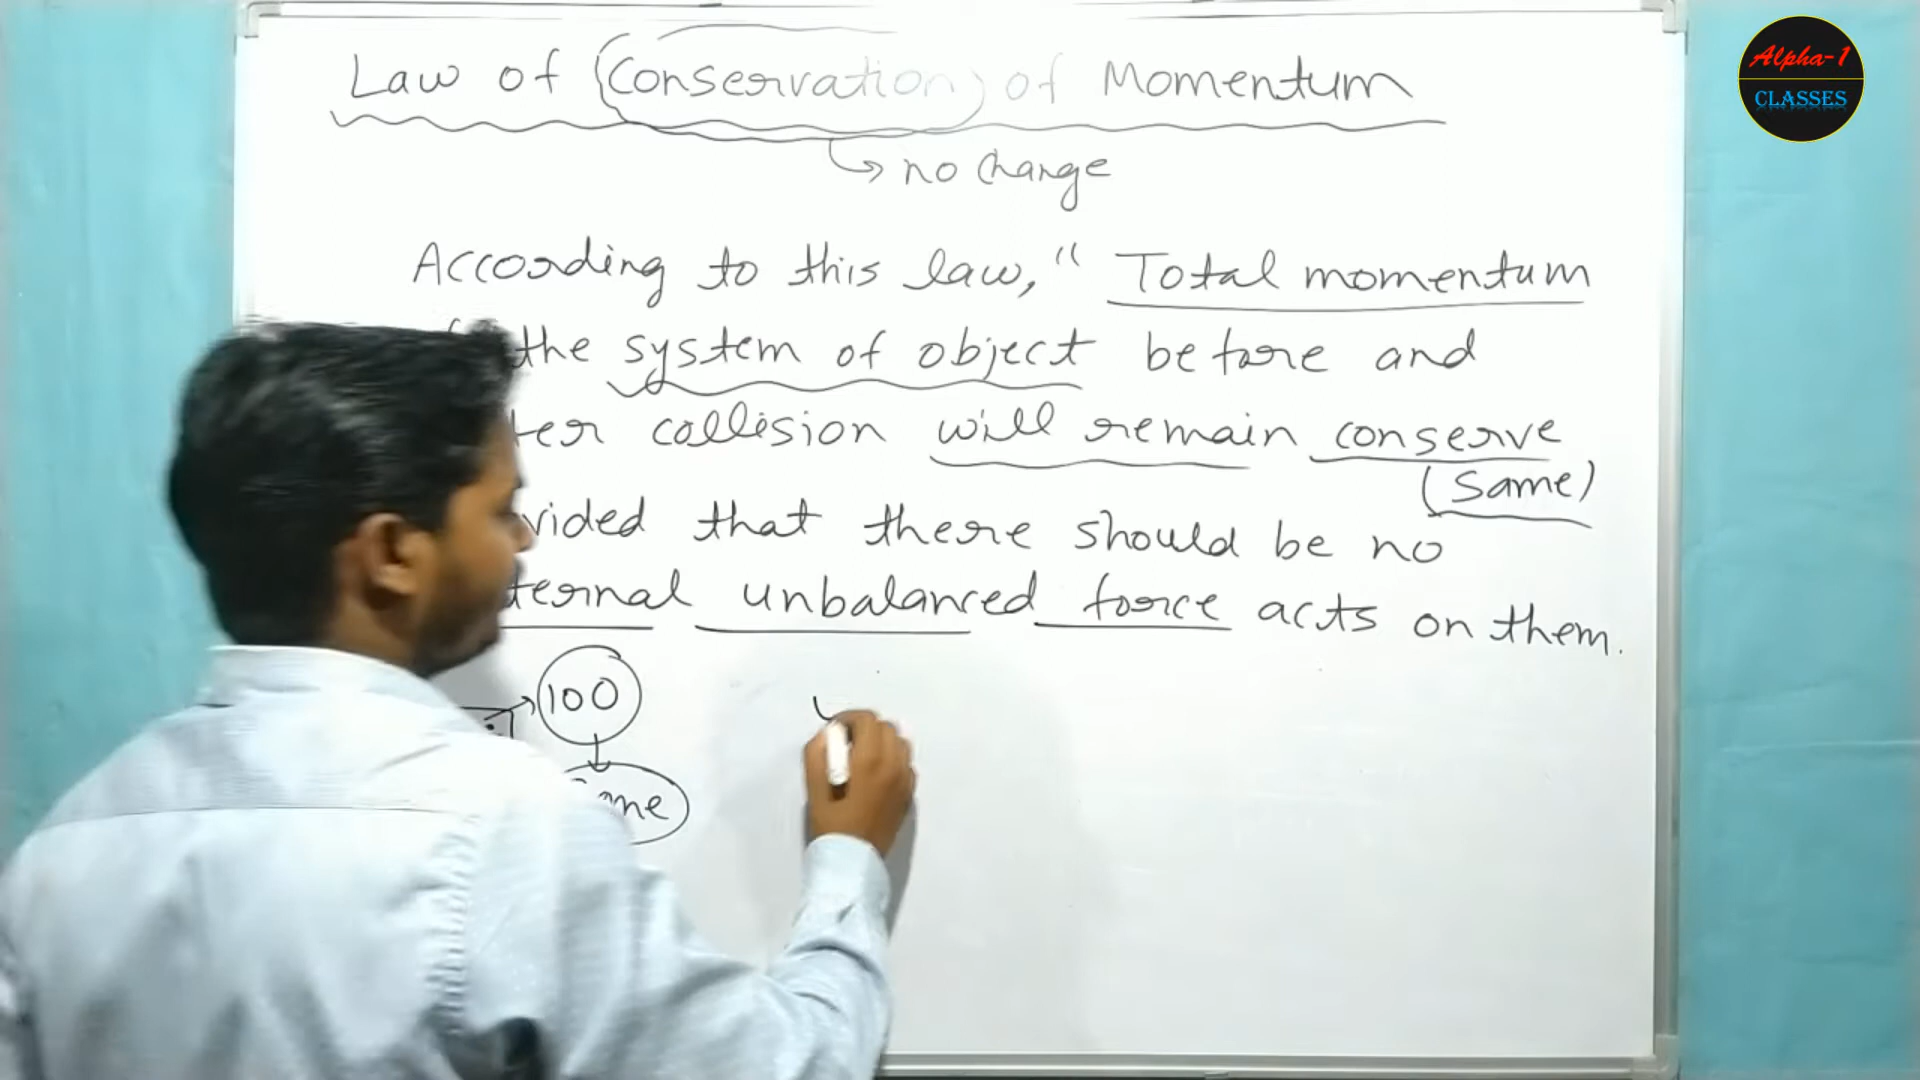 Law of (Conservation) of Momentum
no change
According to this law, " Total momentum
the system of object before and
collision will remain conserve
(Same)
that there should be no
unbalanced force acts on them.
100
Alpha-1
CLASSES